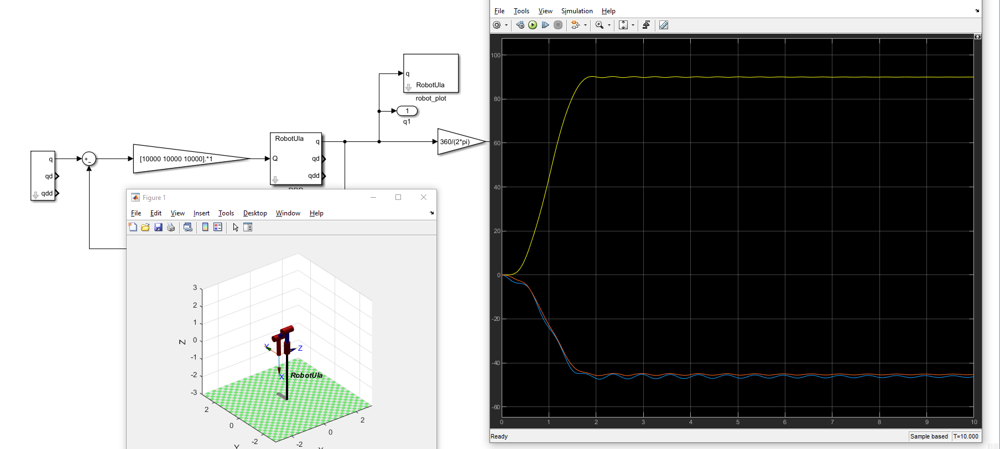 q
qd
qdd
+
−
[10000 10000 10000].*1
RobotUla
Q
q
qd
qdd
q
RobotUla
robot_plot
1
q1
360/(2*pi)
Figure 1
File Edit View Insert Tools Desktop Window Help
3
2
1
0
-1
-2
-3
Z
Y
Z
X
RobotUla
2
0
-2
Y
2
0
-2
File Tools View Simulation Help
100
80
60
40
20
0
-20
-40
-60
0 1 2 3 4 5 6 7 8 9 10
Ready
Sample based T=10.000